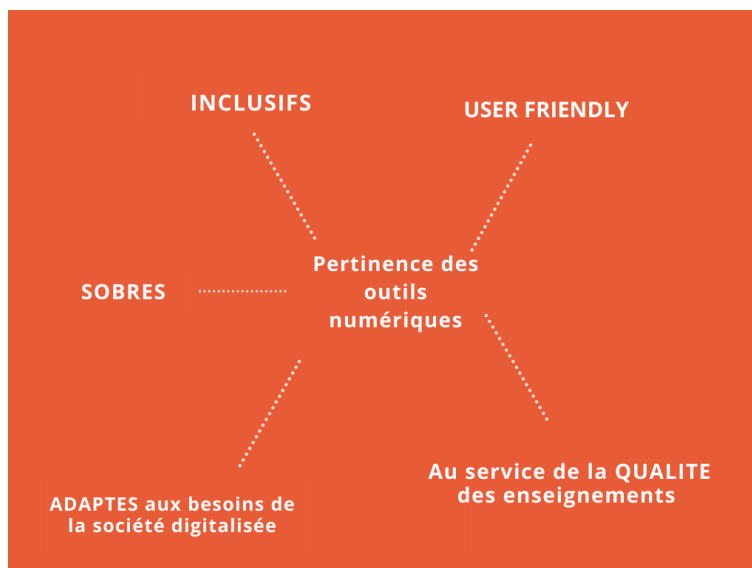 INCLUSIFS
USER FRIENDLY
Pertinence des
outils
numériques
SOBRES
Au service de la QUALITE
des enseignements
ADAPTES aux besoins de
la société digitalisée